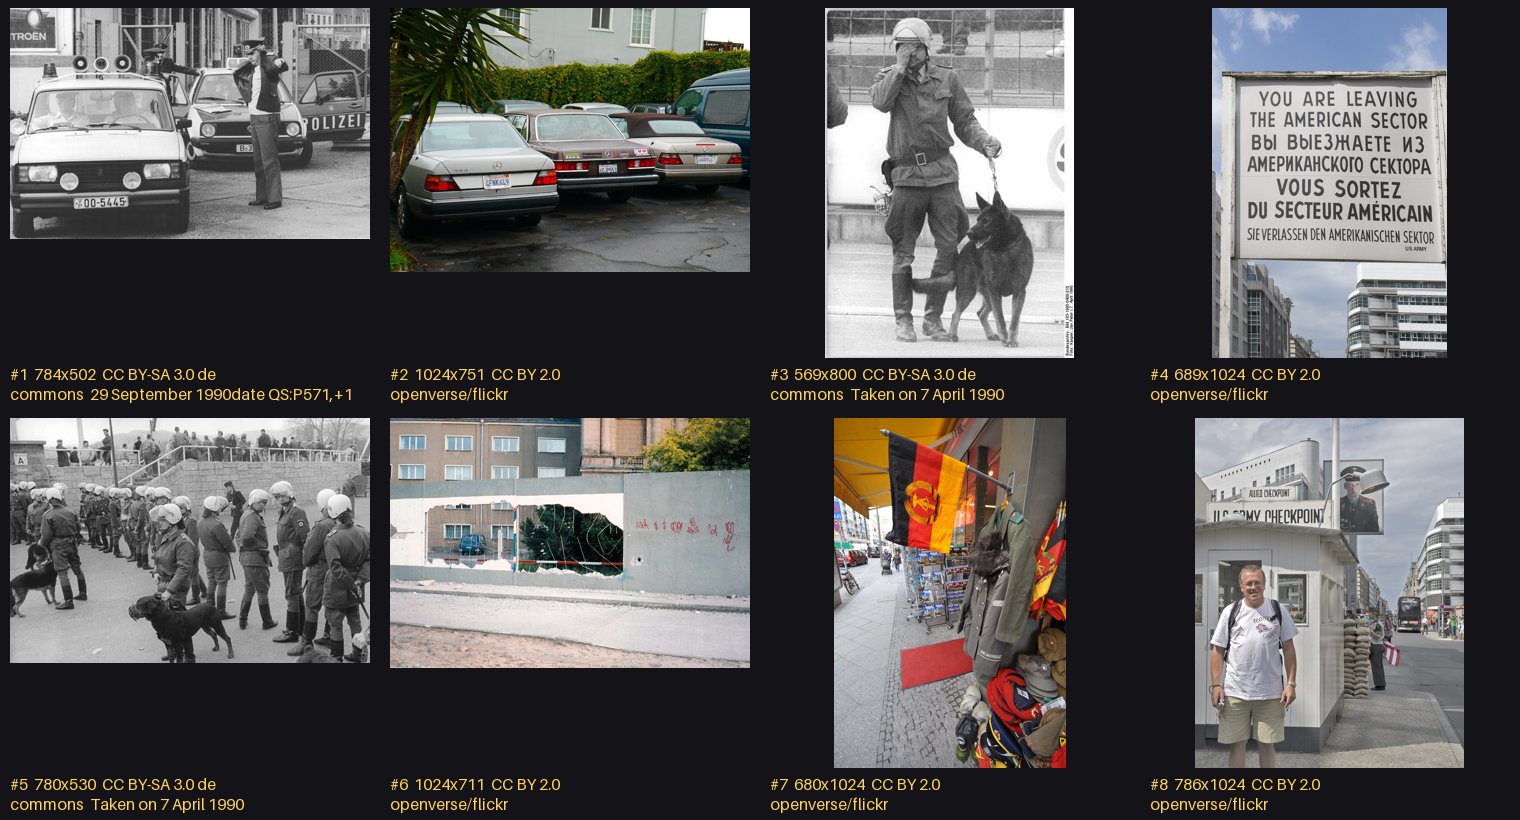 TROËN
POLIZEI
00-5445
YOU ARE LEAVING
THE AMERICAN SECTOR
ВЫ ВЫЕЗЖАЕТЕ ИЗ
АМЕРИКАНСКОГО СЕКТОРА
VOUS SORTEZ
DU SECTEUR AMÉRICAIN
SIE VERLASSEN DEN AMERIKANISCHEN SEKTOR
US ARMY
#1 784x502 CC BY-SA 3.0 de
commons 29 September 1990date QS:P571,+1
#2 1024x751 CC BY 2.0
openverse/flickr
#3 569x800 CC BY-SA 3.0 de
commons Taken on 7 April 1990
#4 689x1024 CC BY 2.0
openverse/flickr
A
ALLIED CHECKPOINT
U.S. ARMY CHECKPOINT
#5 780x530 CC BY-SA 3.0 de
commons Taken on 7 April 1990
#6 1024x711 CC BY 2.0
openverse/flickr
#7 680x1024 CC BY 2.0
openverse/flickr
#8 786x1024 CC BY 2.0
openverse/flickr